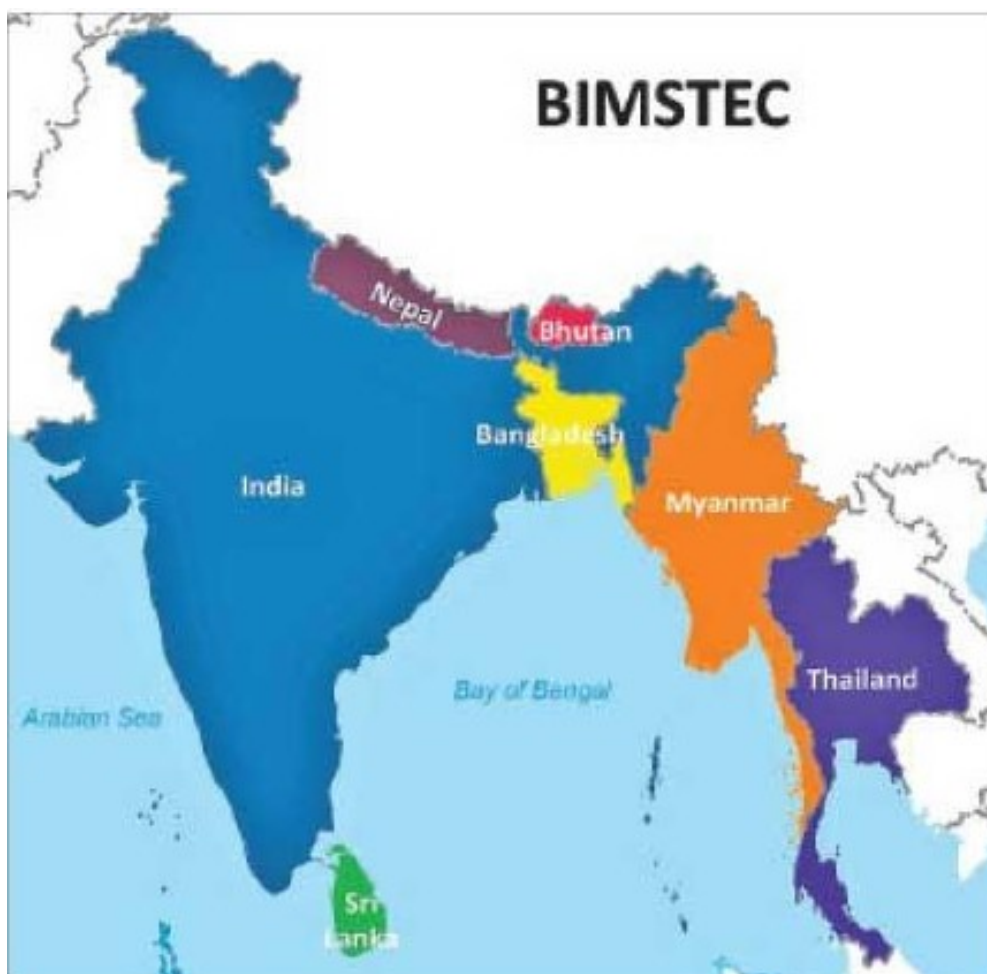 BIMSTEC
Nepal
Bhutan
Bangladesh
India
Myanmar
Thailand
Bay of Bengal
Arabian Sea
Sri
Lanka